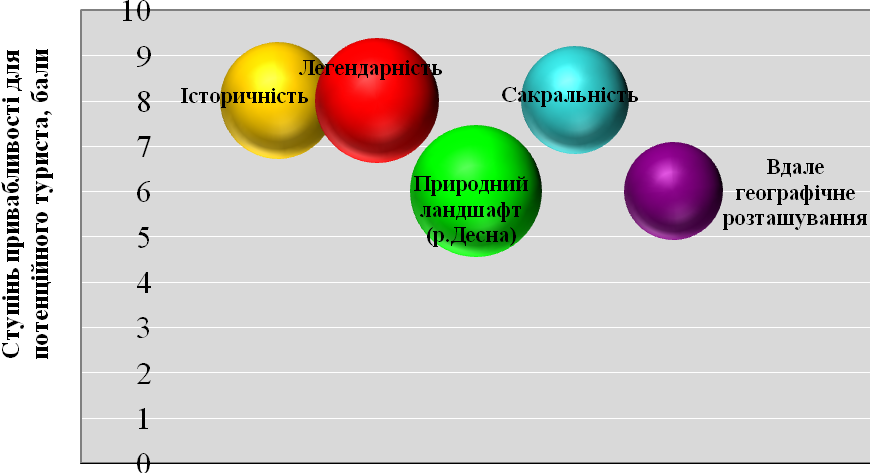 Ступінь привабливості для
потенційного туриста, бали
10
9
8
7
6
5
4
3
2
1
0
Історичність
Легендарність
Природний
ландшафт
(р.Десна)
Сакральність
Вдале
географічне
розташування